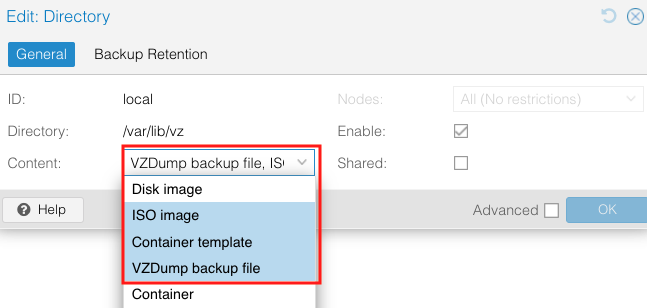 Edit: Directory
General Backup Retention
ID: local Nodes: All (No restrictions)
Directory: /var/lib/vz Enable:
Content: VZDump backup file, IS Shared:
Disk image
Help ISO image Advanced OK
Container template
VZDump backup file
Container